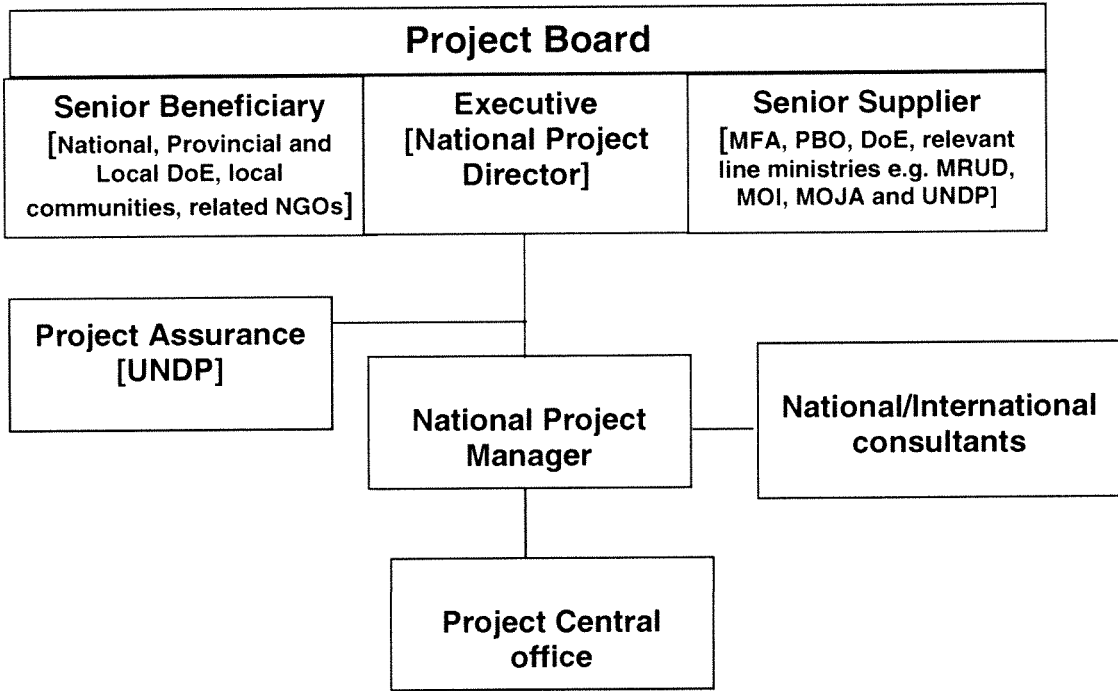 Project Board
Senior Beneficiary
[National, Provincial and
Local DoE, local
communities, related NGOs]
Executive
[National Project
Director]
Senior Supplier
[MFA, PBO, DoE, relevant
line ministries e.g. MRUD,
MOI, MOJA and UNDP]
Project Assurance
[UNDP]
National Project
Manager
National/International
consultants
Project Central
office